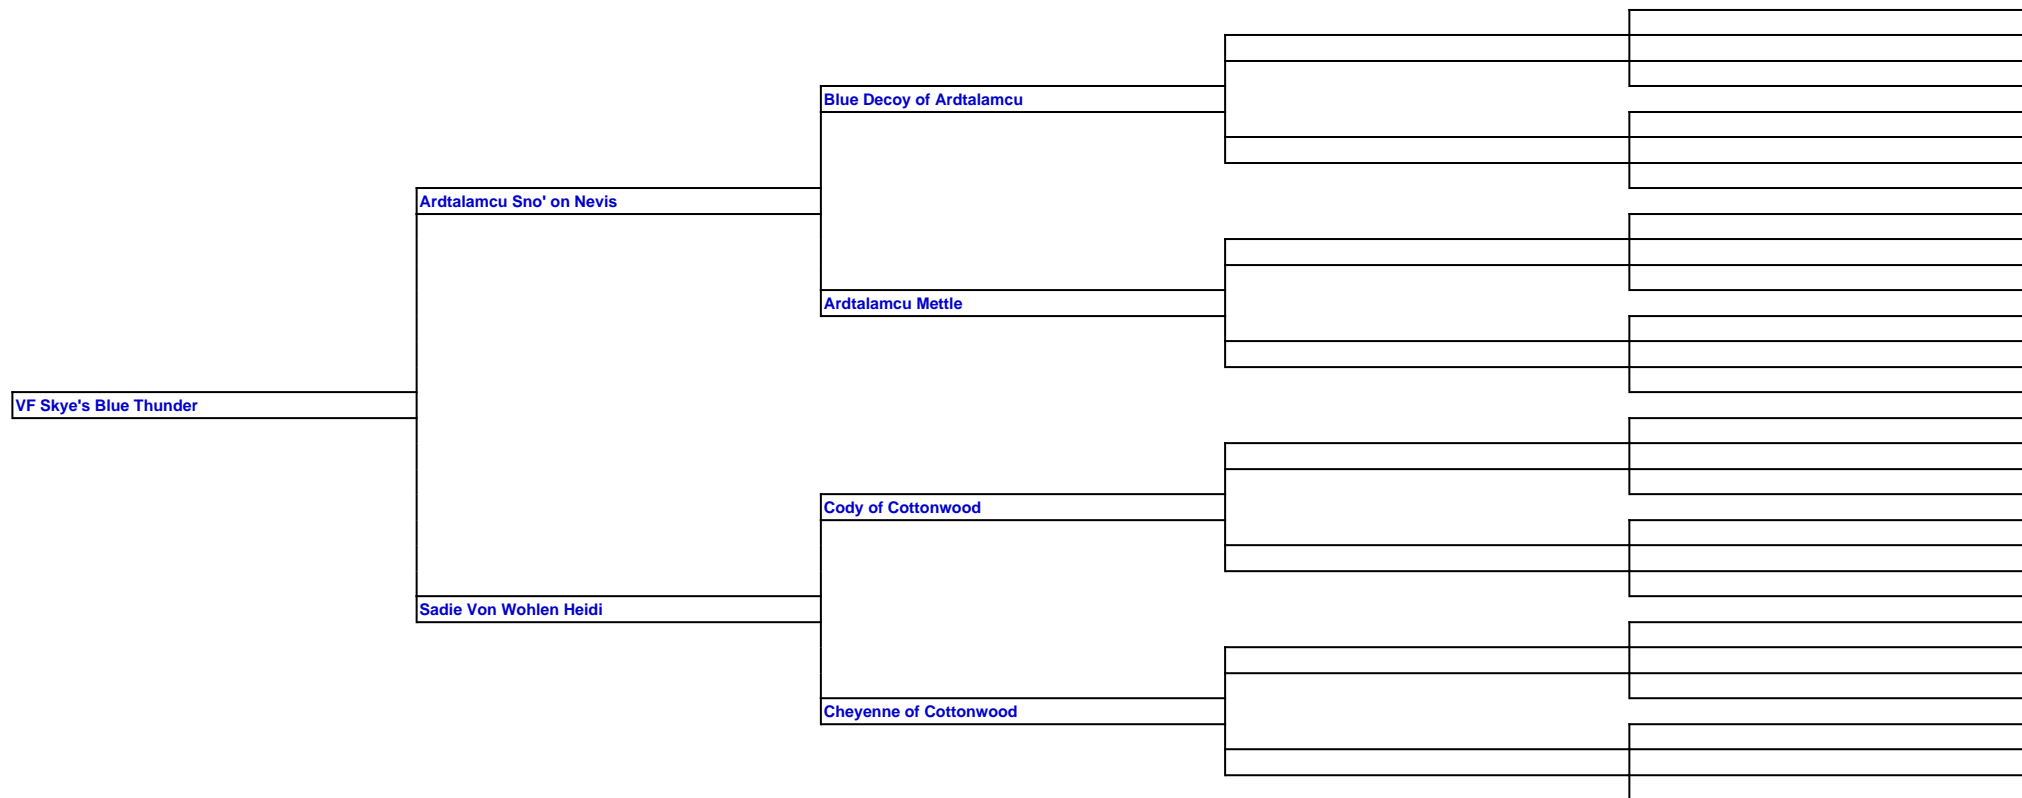 Blue Decoy of Ardtalamcu
Ardtalamcu Sno' on Nevis
Ardtalamcu Mettle
VF Skye's Blue Thunder
Cody of Cottonwood
Sadie Von Wohlen Heidi
Cheyenne of Cottonwood